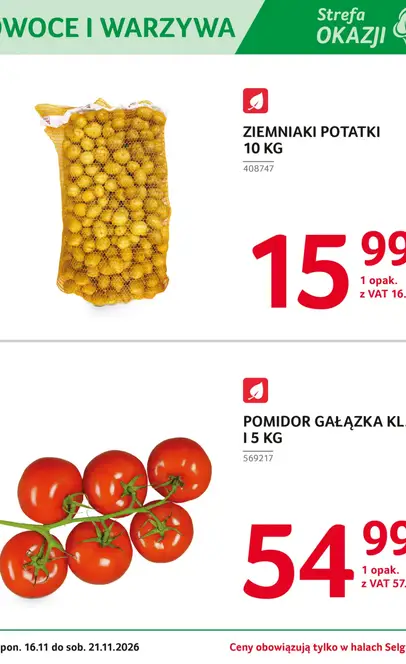 OWOCE I WARZYWA
Strefa
OKAZJI
ZIEMNIAKI POTATKI
10 KG
408747
15 99
1 opak.
z VAT 16.
POMIDOR GAŁĄZKA KL.
I 5 KG
569217
54 99
1 opak.
z VAT 57.
pon. 16.11 do sob. 21.11.2026
Ceny obowiązują tylko w halach Selg